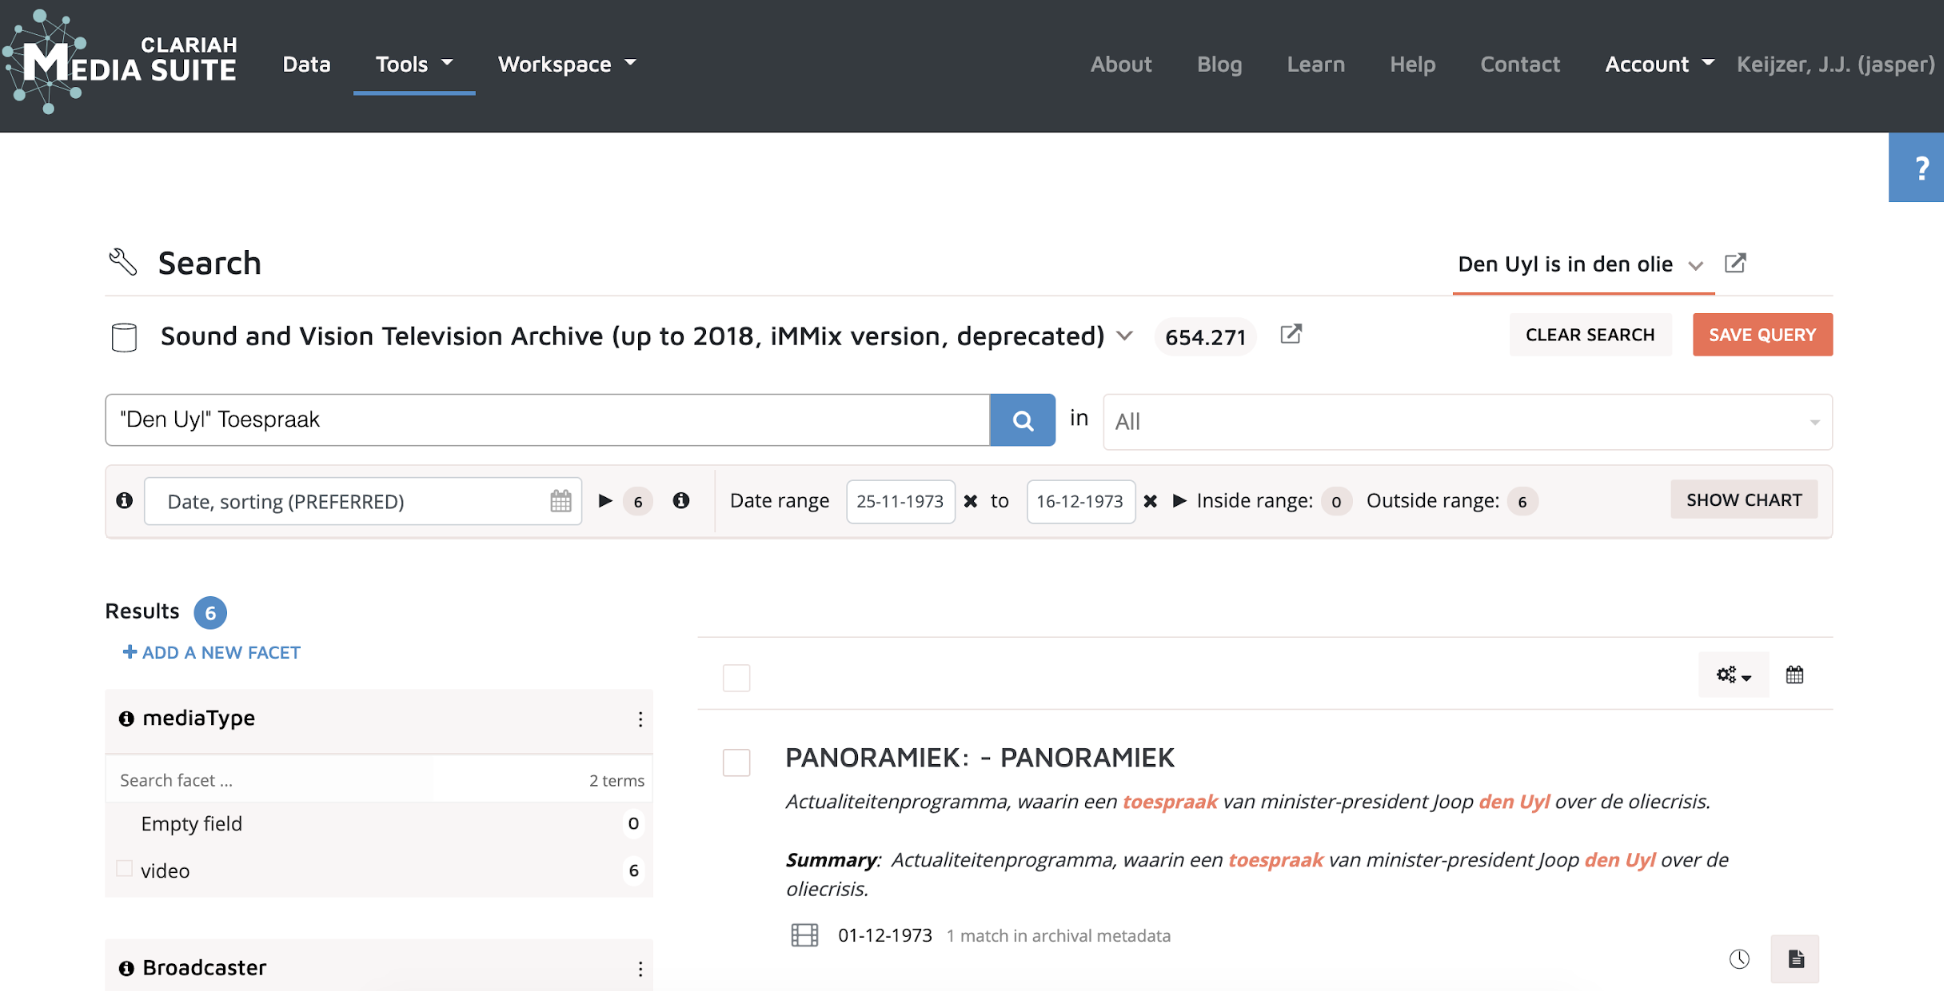 CLARIAH
MEDIA SUITE
Data
Tools
Workspace
About
Blog
Learn
Help
Contact
Account
Keijzer, J.J. (jasper)
?
Search
Den Uyl is in den olie
Sound and Vision Television Archive (up to 2018, iMMix version, deprecated)
654.271
CLEAR SEARCH
SAVE QUERY
"Den Uyl" Toespraak
in
All
Date, sorting (PREFERRED)
6
Date range
25-11-1973
to
16-12-1973
Inside range: 0
Outside range: 6
SHOW CHART
Results 6
ADD A NEW FACET
mediaType
Search facet ...
2 terms
Empty field 0
video 6
Broadcaster
PANORAMIEK: - PANORAMIEK
Actualiteitenprogramma, waarin een toespraak van minister-president Joop den Uyl over de oliecrisis.
Summary: Actualiteitenprogramma, waarin een toespraak van minister-president Joop den Uyl over de
oliecrisis.
01-12-1973 1 match in archival metadata